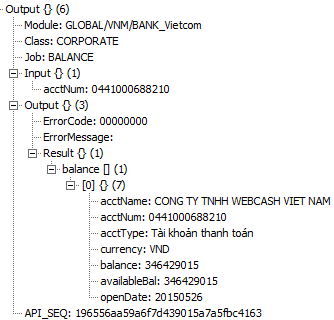 Output {} (6)
Module: GLOBAL/VNM/BANK_Vietcom
Class: CORPORATE
Job: BALANCE
Input {} (1)
acctNum: 0441000688210
Output {} (3)
ErrorCode: 00000000
ErrorMessage:
Result {} (1)
balance [] (1)
[0] {} (7)
acctName: CONG TY TNHH WEBCASH VIET NAM
acctNum: 0441000688210
acctType: Tài khoản thanh toán
currency: VND
balance: 346429015
availableBal: 346429015
openDate: 20150526
API_SEQ: 196556aa59a6f7d439015a7a5fbc4163